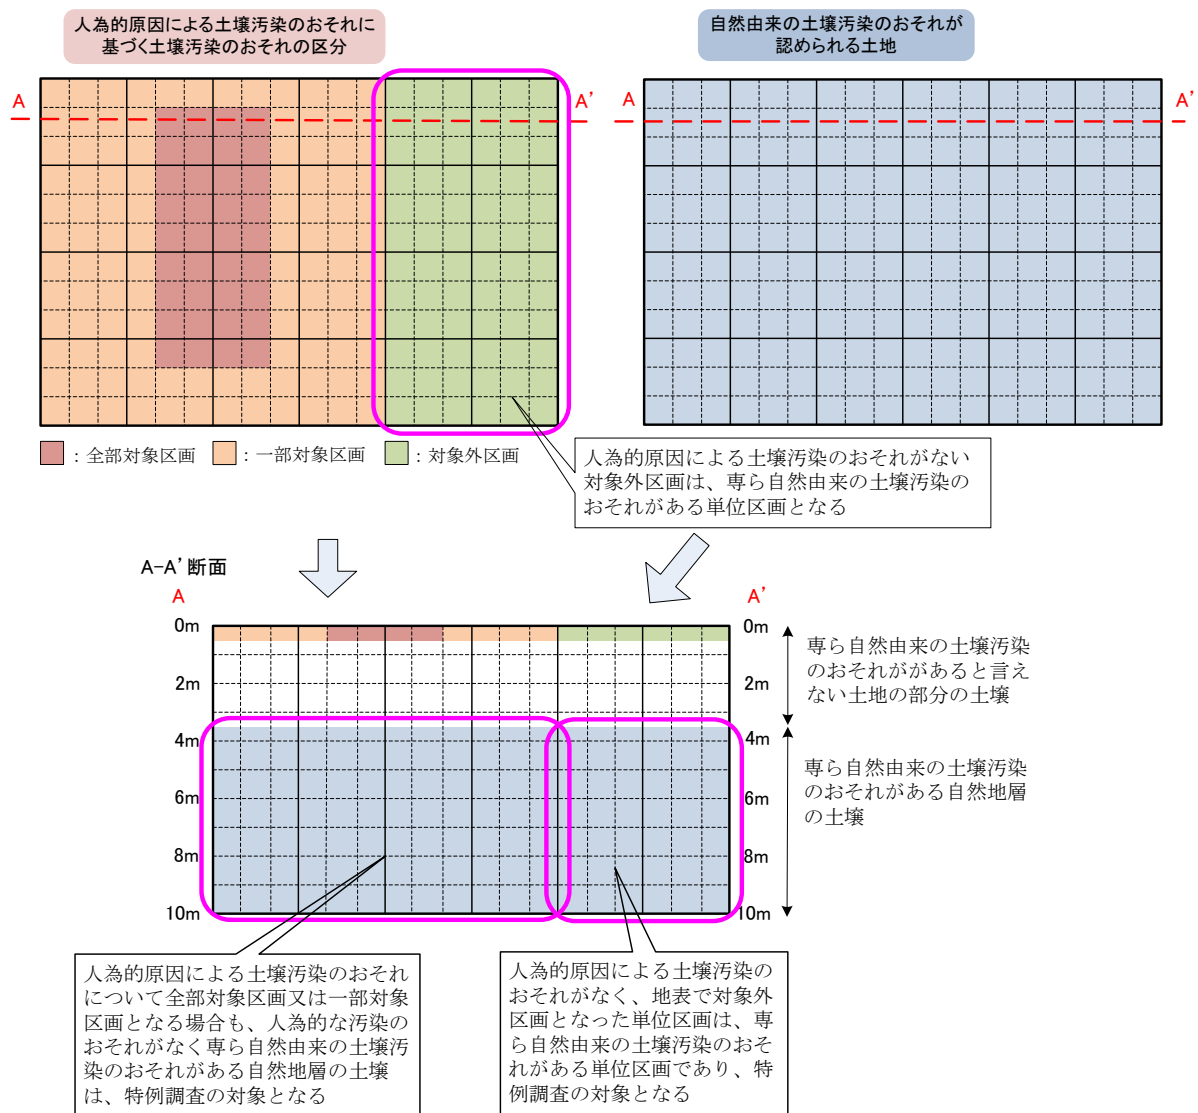 人為的原因による土壌汚染のおそれに
基づく土壌汚染のおそれの区分
自然由来の土壌汚染のおそれが
認められる土地
A
A'
A
A'
：全部対象区画
：一部対象区画
：対象外区画
人為的原因による土壌汚染のおそれがない
対象外区画は、専ら自然由来の土壌汚染の
おそれがある単位区画となる
A-A' 断面
A
A'
0m
2m
4m
6m
8m
10m
0m
2m
4m
6m
8m
10m
専ら自然由来の土壌汚染
のおそれががあると言え
ない土地の部分の土壌
専ら自然由来の土壌汚染
のおそれがある自然地層
の土壌
人為的原因による土壌汚染のおそれ
について全部対象区画又は一部対象
区画となる場合も、人為的な汚染の
おそれがなく専ら自然由来の土壌汚
染のおそれがある自然地層の土壌
は、特例調査の対象となる
人為的原因による土壌汚染の
おそれがなく、地表で対象外
区画となった単位区画は、専
ら自然由来の土壌汚染のおそ
れがある単位区画であり、特
例調査の対象となる